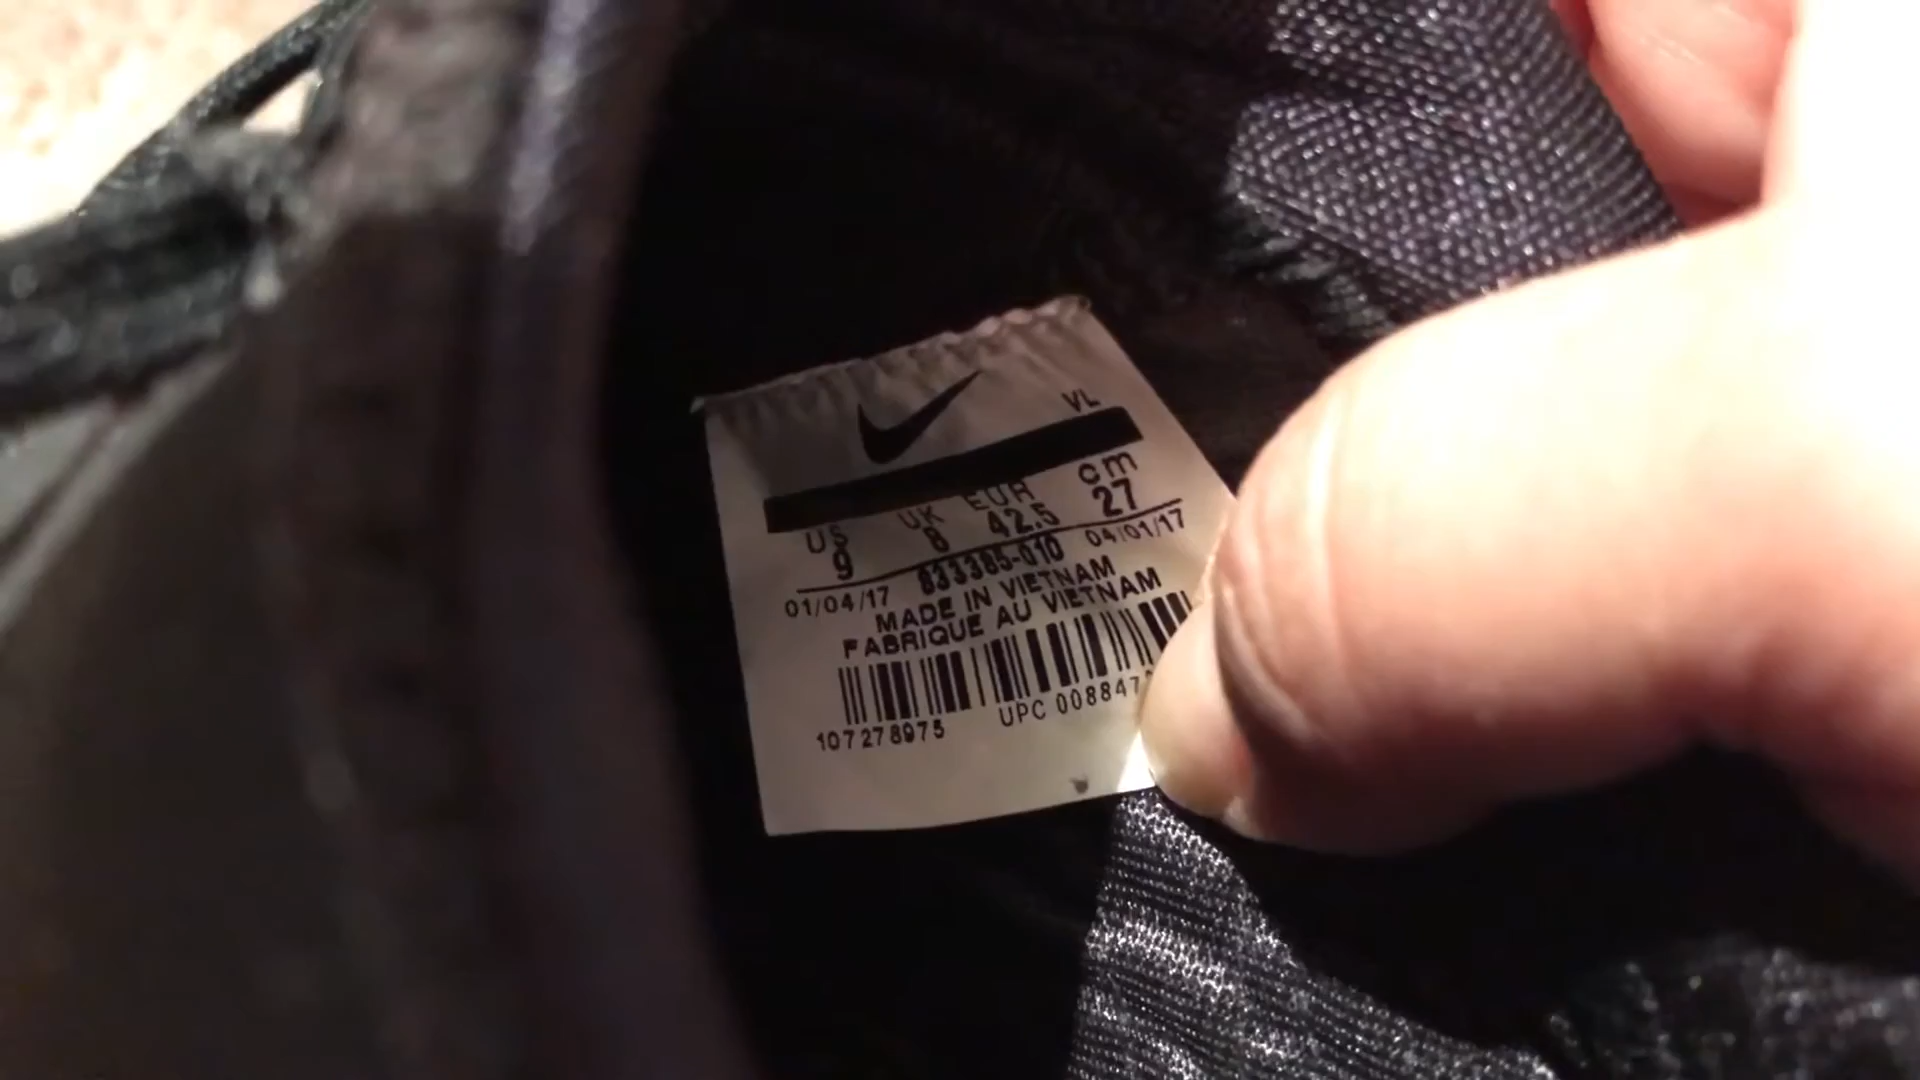 VL
US UK EUR cm
9 8 42.5 27
01/04/17 833385-010 04/01/17
MADE IN VIETNAM
FABRIQUE AU VIETNAM
107278975 UPC 008847